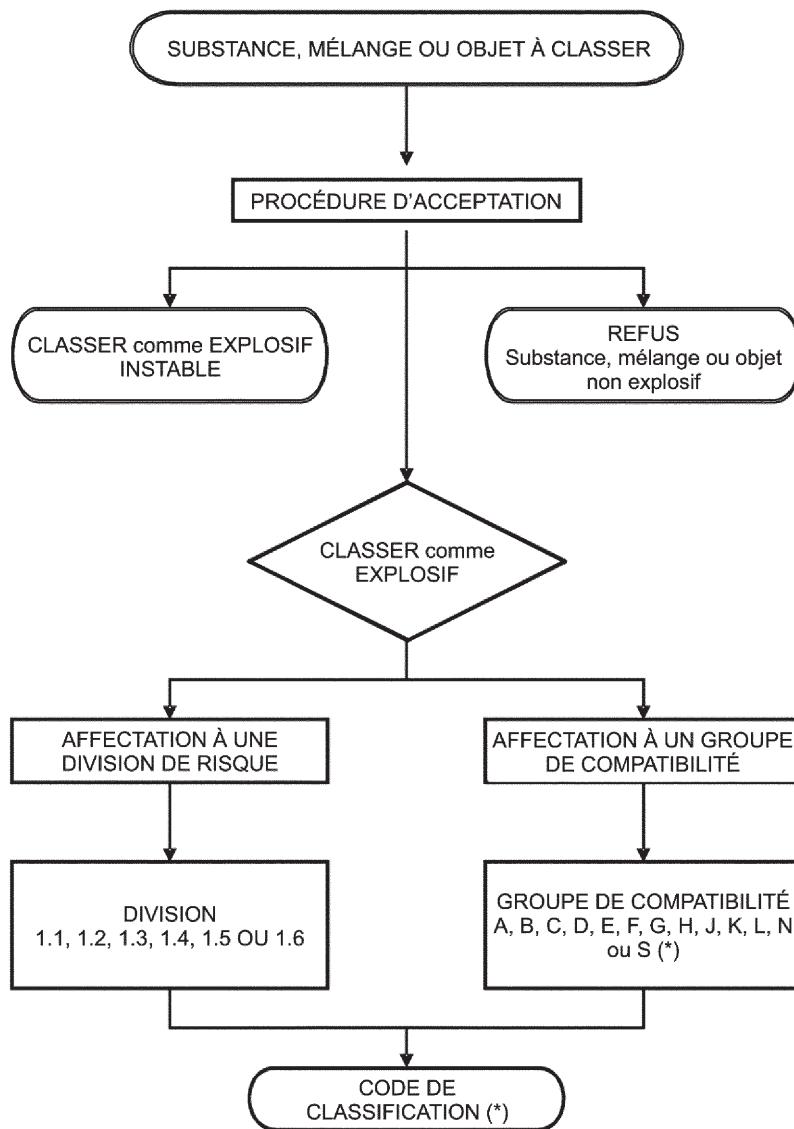 SUBSTANCE, MÉLANGE OU OBJET À CLASSER
PROCÉDURE D'ACCEPTATION
CLASSER comme EXPLOSIF
INSTABLE
REFUS
Substance, mélange ou objet
non explosif
CLASSER comme
EXPLOSIF
AFFECTATION À UNE
DIVISION DE RISQUE
AFFECTATION À UN GROUPE
DE COMPATIBILITÉ
DIVISION
1.1, 1.2, 1.3, 1.4, 1.5 OU 1.6
GROUPE DE COMPATIBILITÉ
A, B, C, D, E, F, G, H, J, K, L, N
ou S (*)
CODE DE
CLASSIFICATION (*)